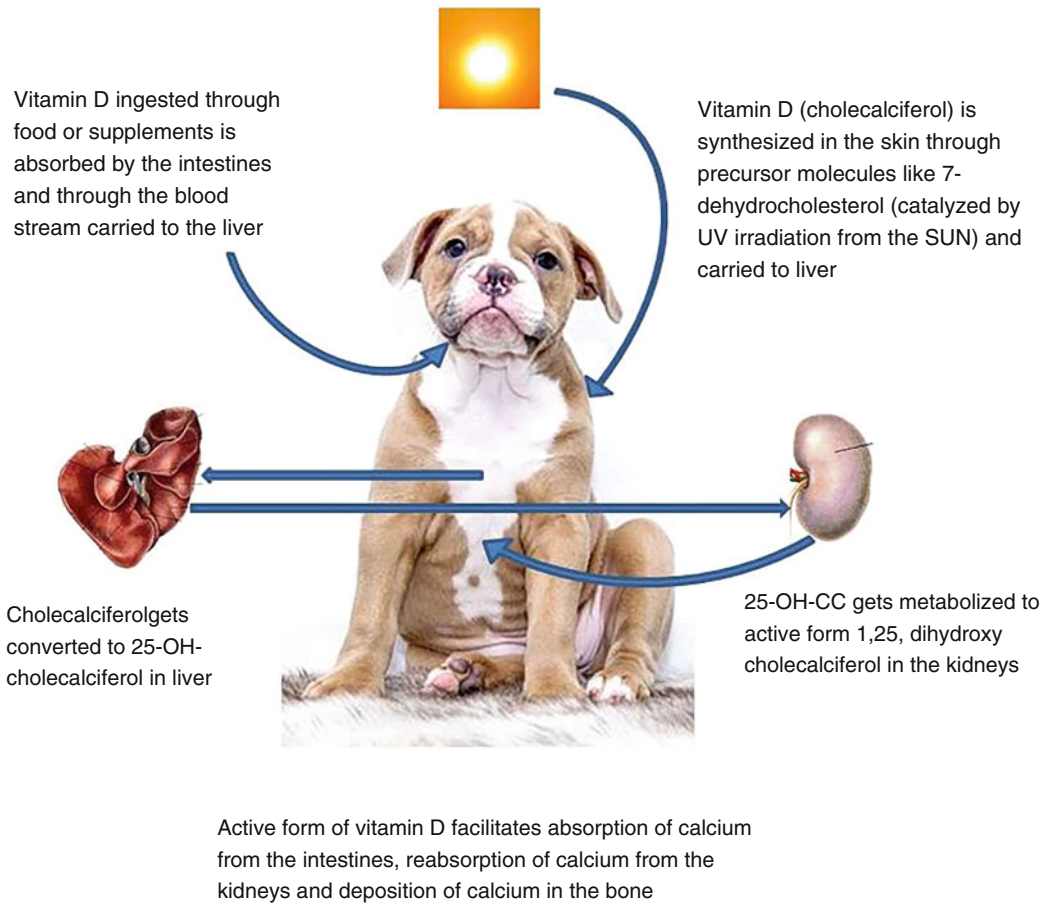 Vitamin D ingested through
food or supplements is
absorbed by the intestines
and through the blood
stream carried to the liver
Vitamin D (cholecalciferol) is
synthesized in the skin through
precursor molecules like 7-
dehydrocholesterol (catalyzed by
UV irradiation from the SUN) and
carried to liver
Cholecalciferolgets
converted to 25-OH-
cholecalciferol in liver
25-OH-CC gets metabolized to
active form 1,25, dihydroxy
cholecalciferol in the kidneys
Active form of vitamin D facilitates absorption of calcium
from the intestines, reabsorption of calcium from the
kidneys and deposition of calcium in the bone